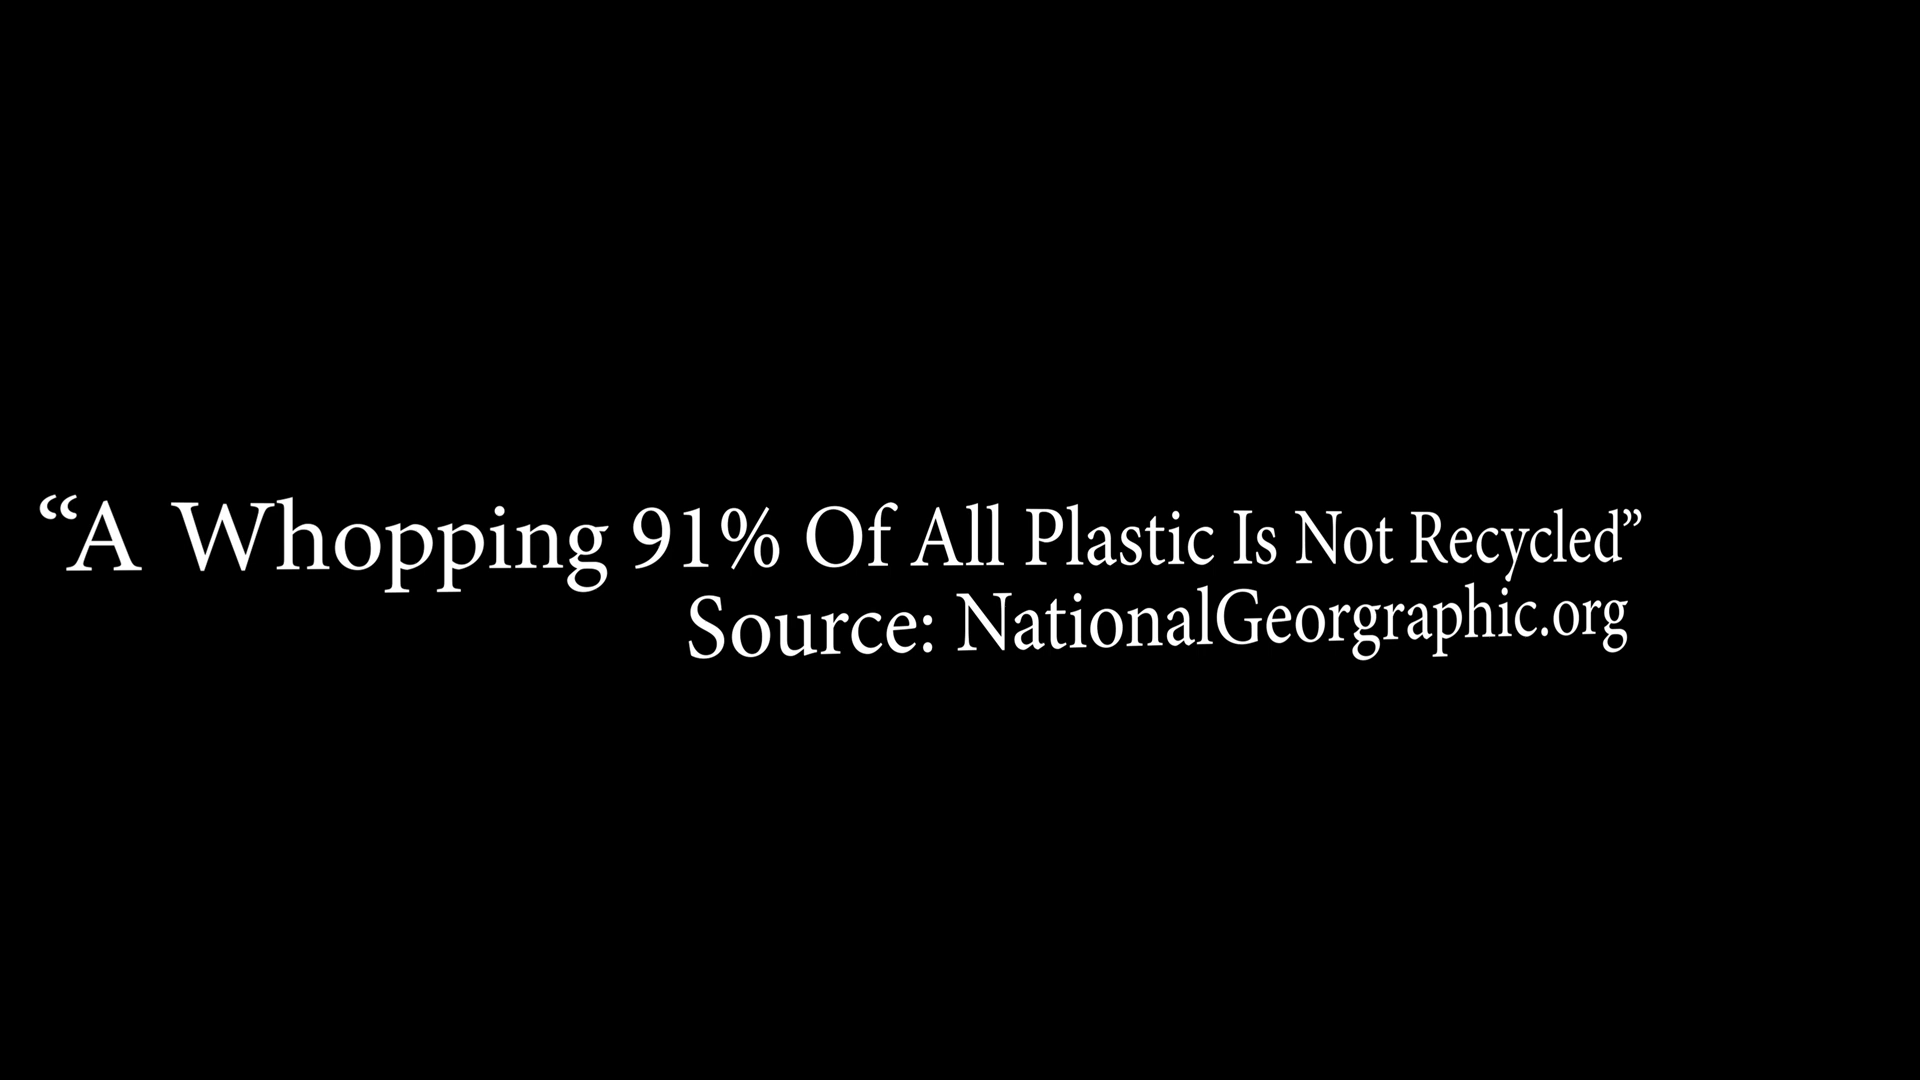 “A Whopping 91% Of All Plastic Is Not Recycled”
Source: NationalGeorgraphic.org